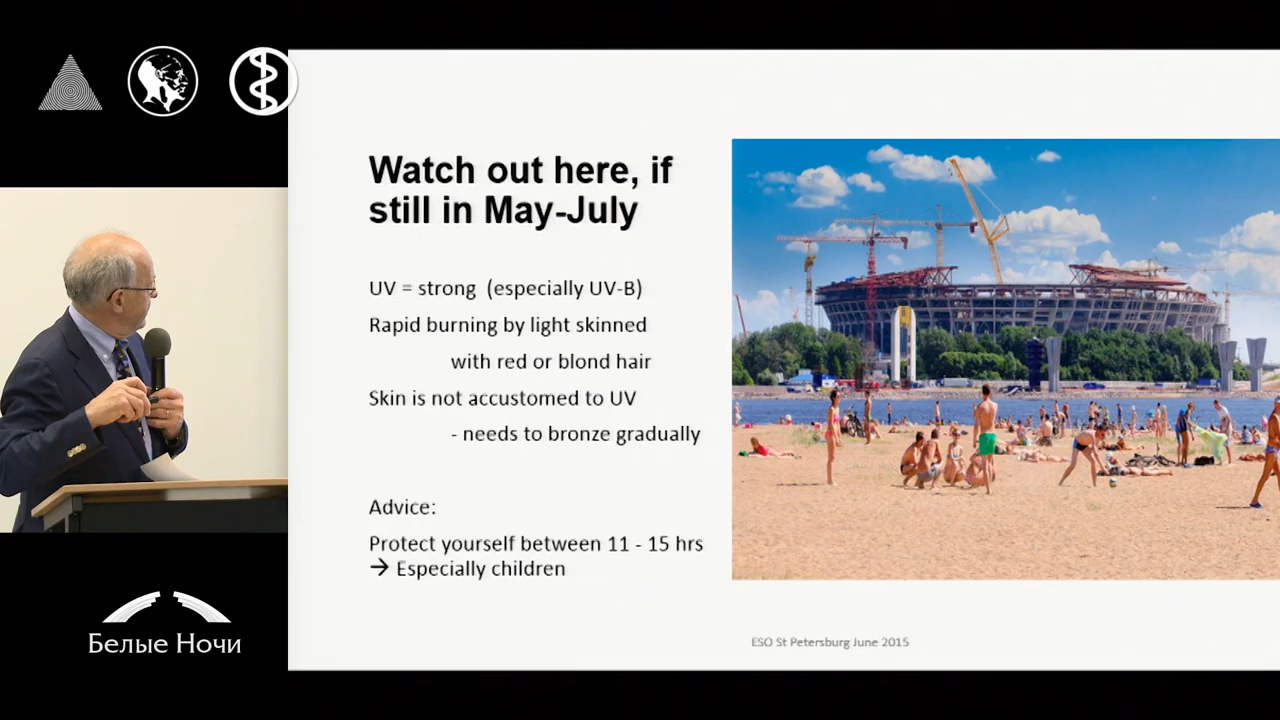 Watch out here, if
still in May-July
UV = strong (especially UV-B)
Rapid burning by light skinned
with red or blond hair
Skin is not accustomed to UV
- needs to bronze gradually
Advice:
Protect yourself between 11 - 15 hrs
→ Especially children
ESO St Petersburg June 2015
Белые Ночи